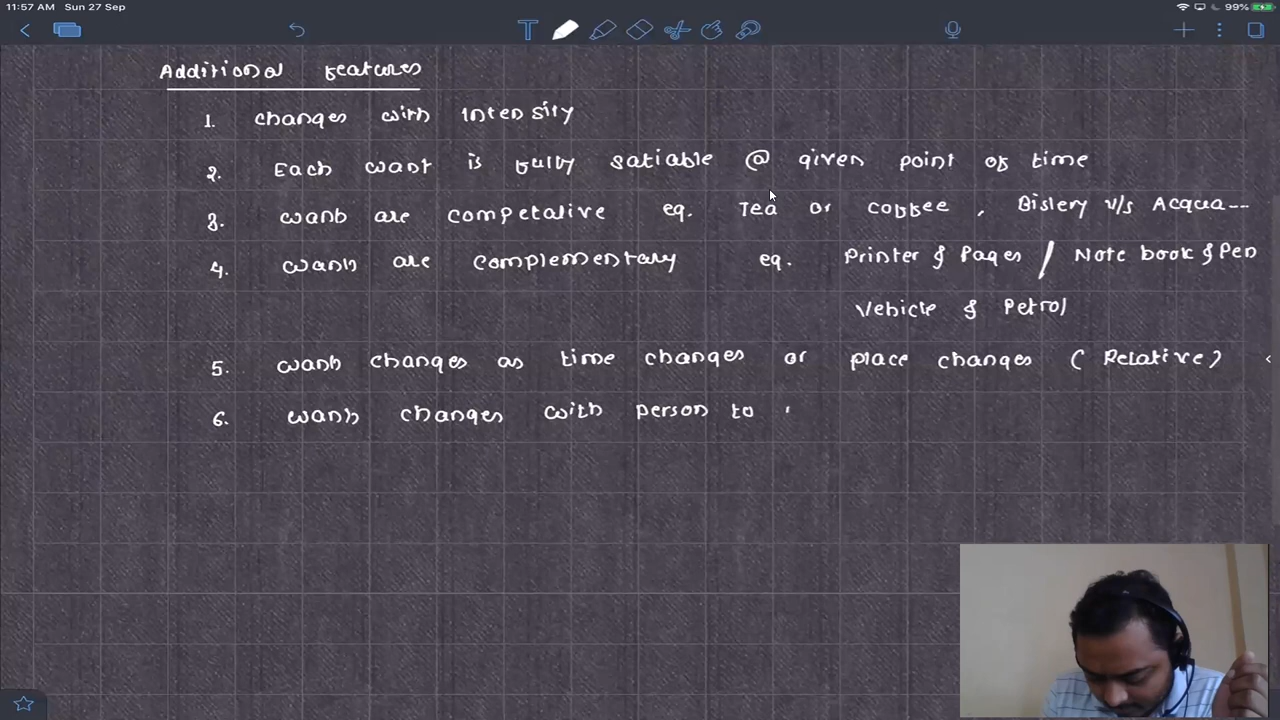 11:57 AM Sun 27 Sep
99%
Additional features
1. changes with Intensity
2. Each want is fully satiable @ given point of time
3. wants are competative eg. Tea or coffee , Bislery v/s Acqua--
4. wants are complementary eg. Printer & Pages / Note book & Pen
Vehicle & Petrol
5. wants changes as time changes or place changes ( Relative )
6. wants changes with person to